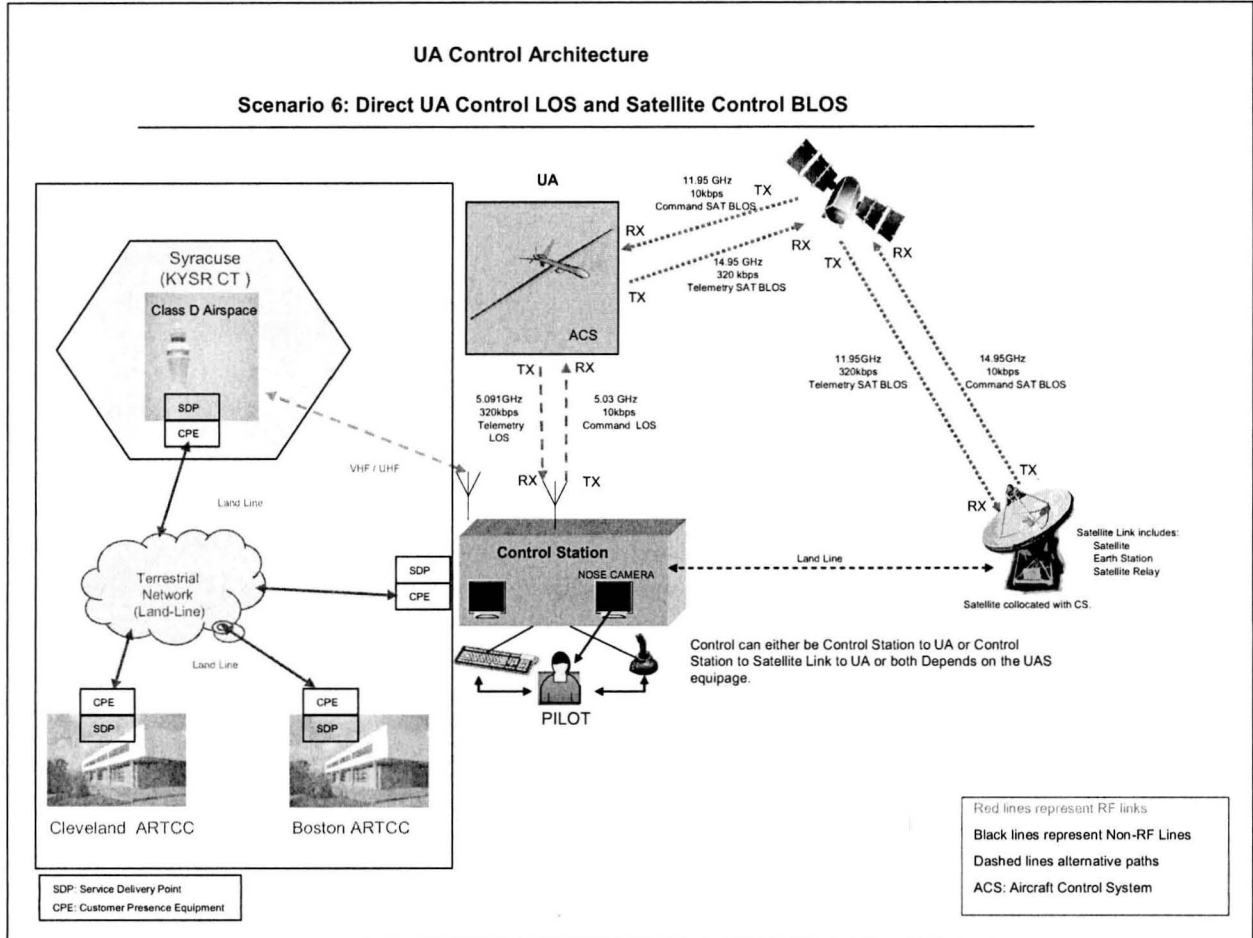 UA Control Architecture
Scenario 6: Direct UA Control LOS and Satellite Control BLOS
Syracuse
(KYSR CT )
Class D Airspace
SDP
CPE
Land Line
Terrestrial
Network
(Land-Line)
Land Line
CPE
SDP
Cleveland ARTCC
CPE
SDP
Boston ARTCC
SDP: Service Delivery Point
CPE: Customer Presence Equipment
VHF / UHF
UA
ACS
RX
TX
11.95 GHz
10kbps
Command SAT BLOS
TX
RX
14.95 GHz
320 kbps
Telemetry SAT BLOS
TX
RX
TX
RX
5.091GHz
320kbps
Telemetry
LOS
5.03 GHz
10kbps
Command LOS
RX
TX
11.95GHz
320kbps
Telemetry SAT BLOS
14.95GHz
10kbps
Command SAT BLOS
TX
RX
Satellite Link includes:
Satellite
Earth Station
Satellite Relay
Satellite collocated with CS.
Land Line
SDP
CPE
Control Station
NOSE CAMERA
PILOT
Control can either be Control Station to UA or Control
Station to Satellite Link to UA or both Depends on the UAS
equipage.
Red lines represent RF links
Black lines represent Non-RF Lines
Dashed lines alternative paths
ACS: Aircraft Control System